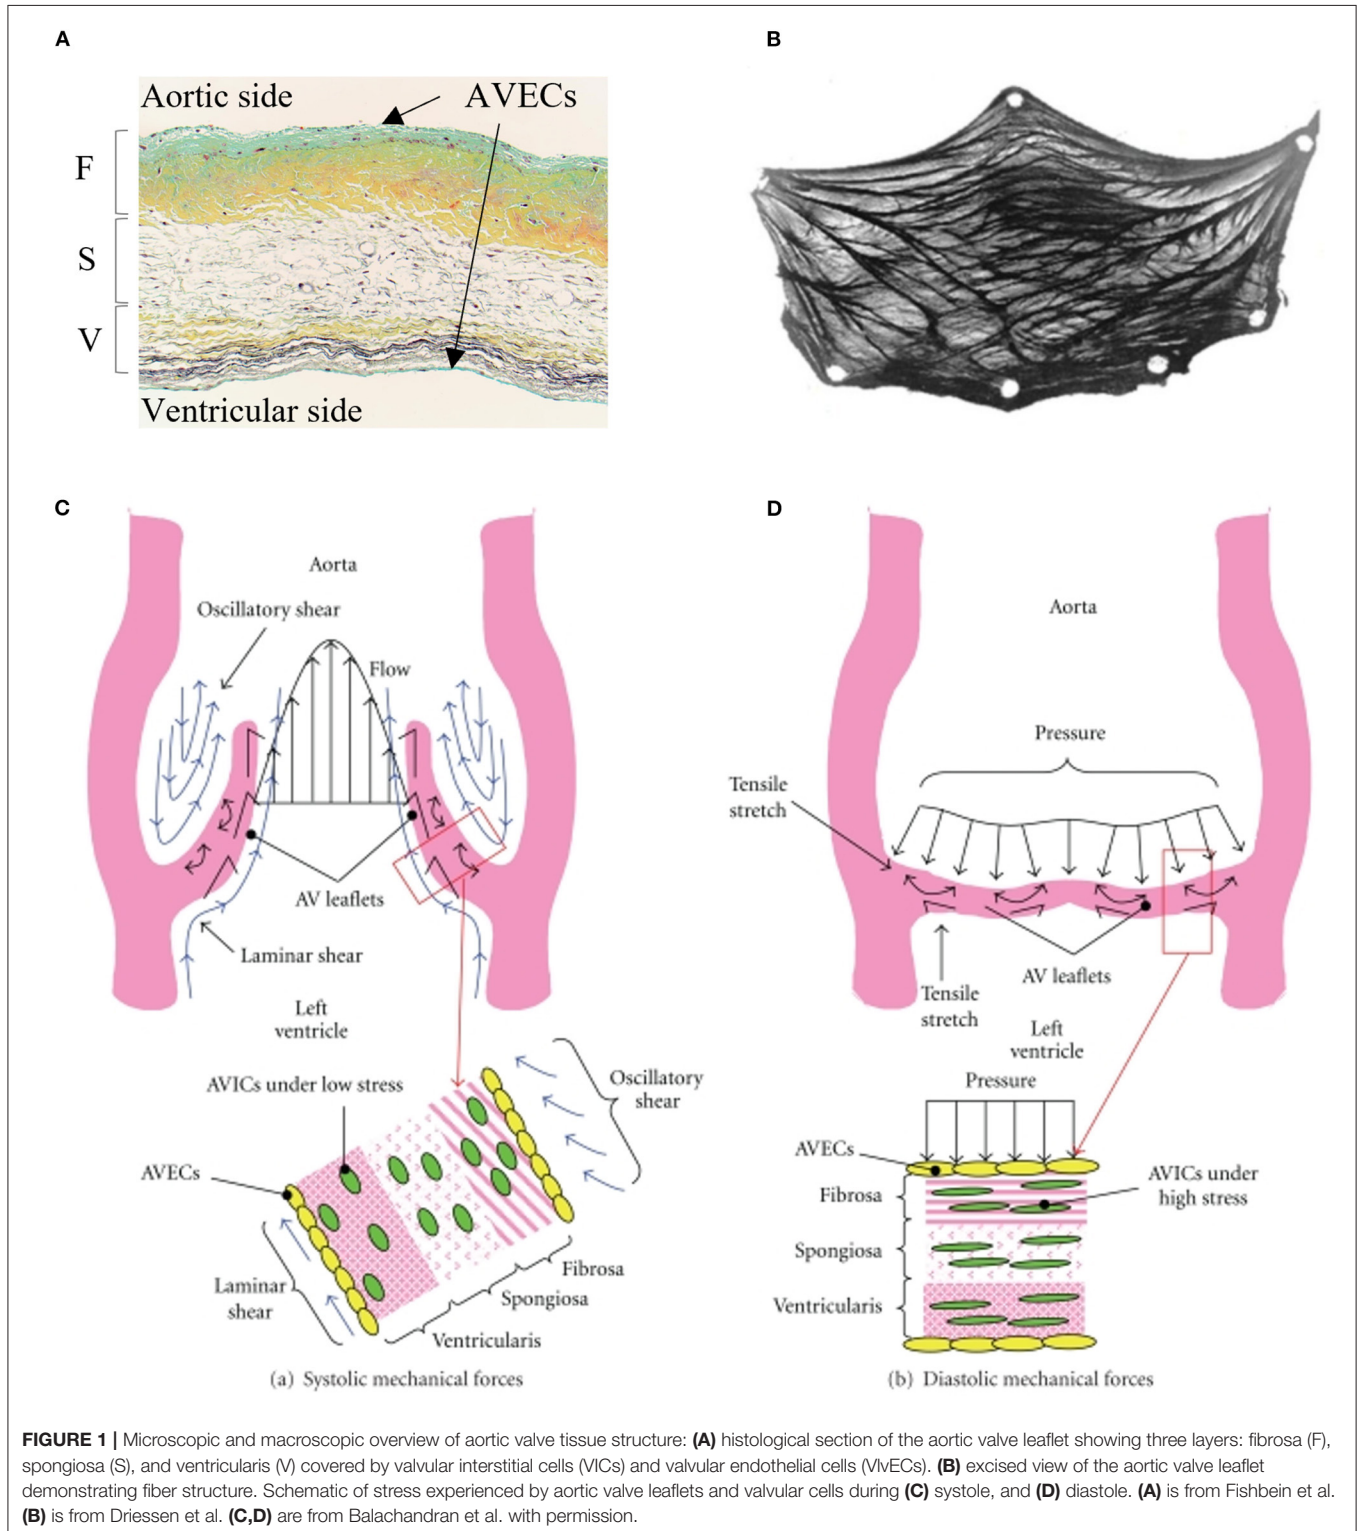 A
Aortic side
AVECs
F
S
V
Ventricular side
B
C
Aorta
Oscillatory shear
Flow
AV leaflets
Laminar shear
Left
ventricle
AVICs under low stress
Oscillatory
shear
AVECs
Laminar
shear
Fibrosa
Spongiosa
Ventricularis
(a) Systolic mechanical forces
D
Aorta
Pressure
Tensile
stretch
AV leaflets
Tensile
stretch
Left
ventricle
Pressure
AVECs
Fibrosa
AVICs under
high stress
Spongiosa
Ventricularis
(b) Diastolic mechanical forces
FIGURE 1 | Microscopic and macroscopic overview of aortic valve tissue structure: (A) histological section of the aortic valve leaflet showing three layers: fibrosa (F),
spongiosa (S), and ventricularis (V) covered by valvular interstitial cells (VICs) and valvular endothelial cells (VlvECs). (B) excised view of the aortic valve leaflet
demonstrating fiber structure. Schematic of stress experienced by aortic valve leaflets and valvular cells during (C) systole, and (D) diastole. (A) is from Fishbein et al.
(B) is from Driessen et al. (C,D) are from Balachandran et al. with permission.